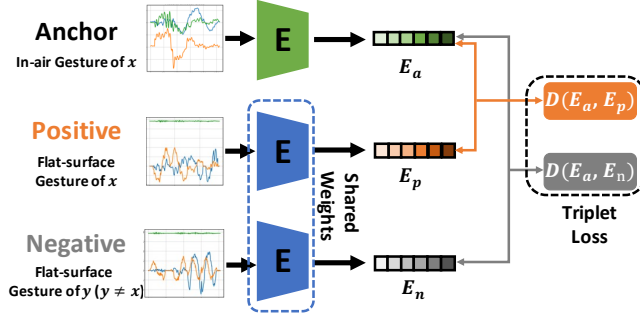 Anchor
In-air Gesture of x
E
E_a
Positive
Flat-surface
Gesture of x
E
Shared
Weights
E_p
D(E_a, E_p)
D(E_a, E_n)
Triplet
Loss
Negative
Flat-surface
Gesture of y (y ≠ x)
E
E_n